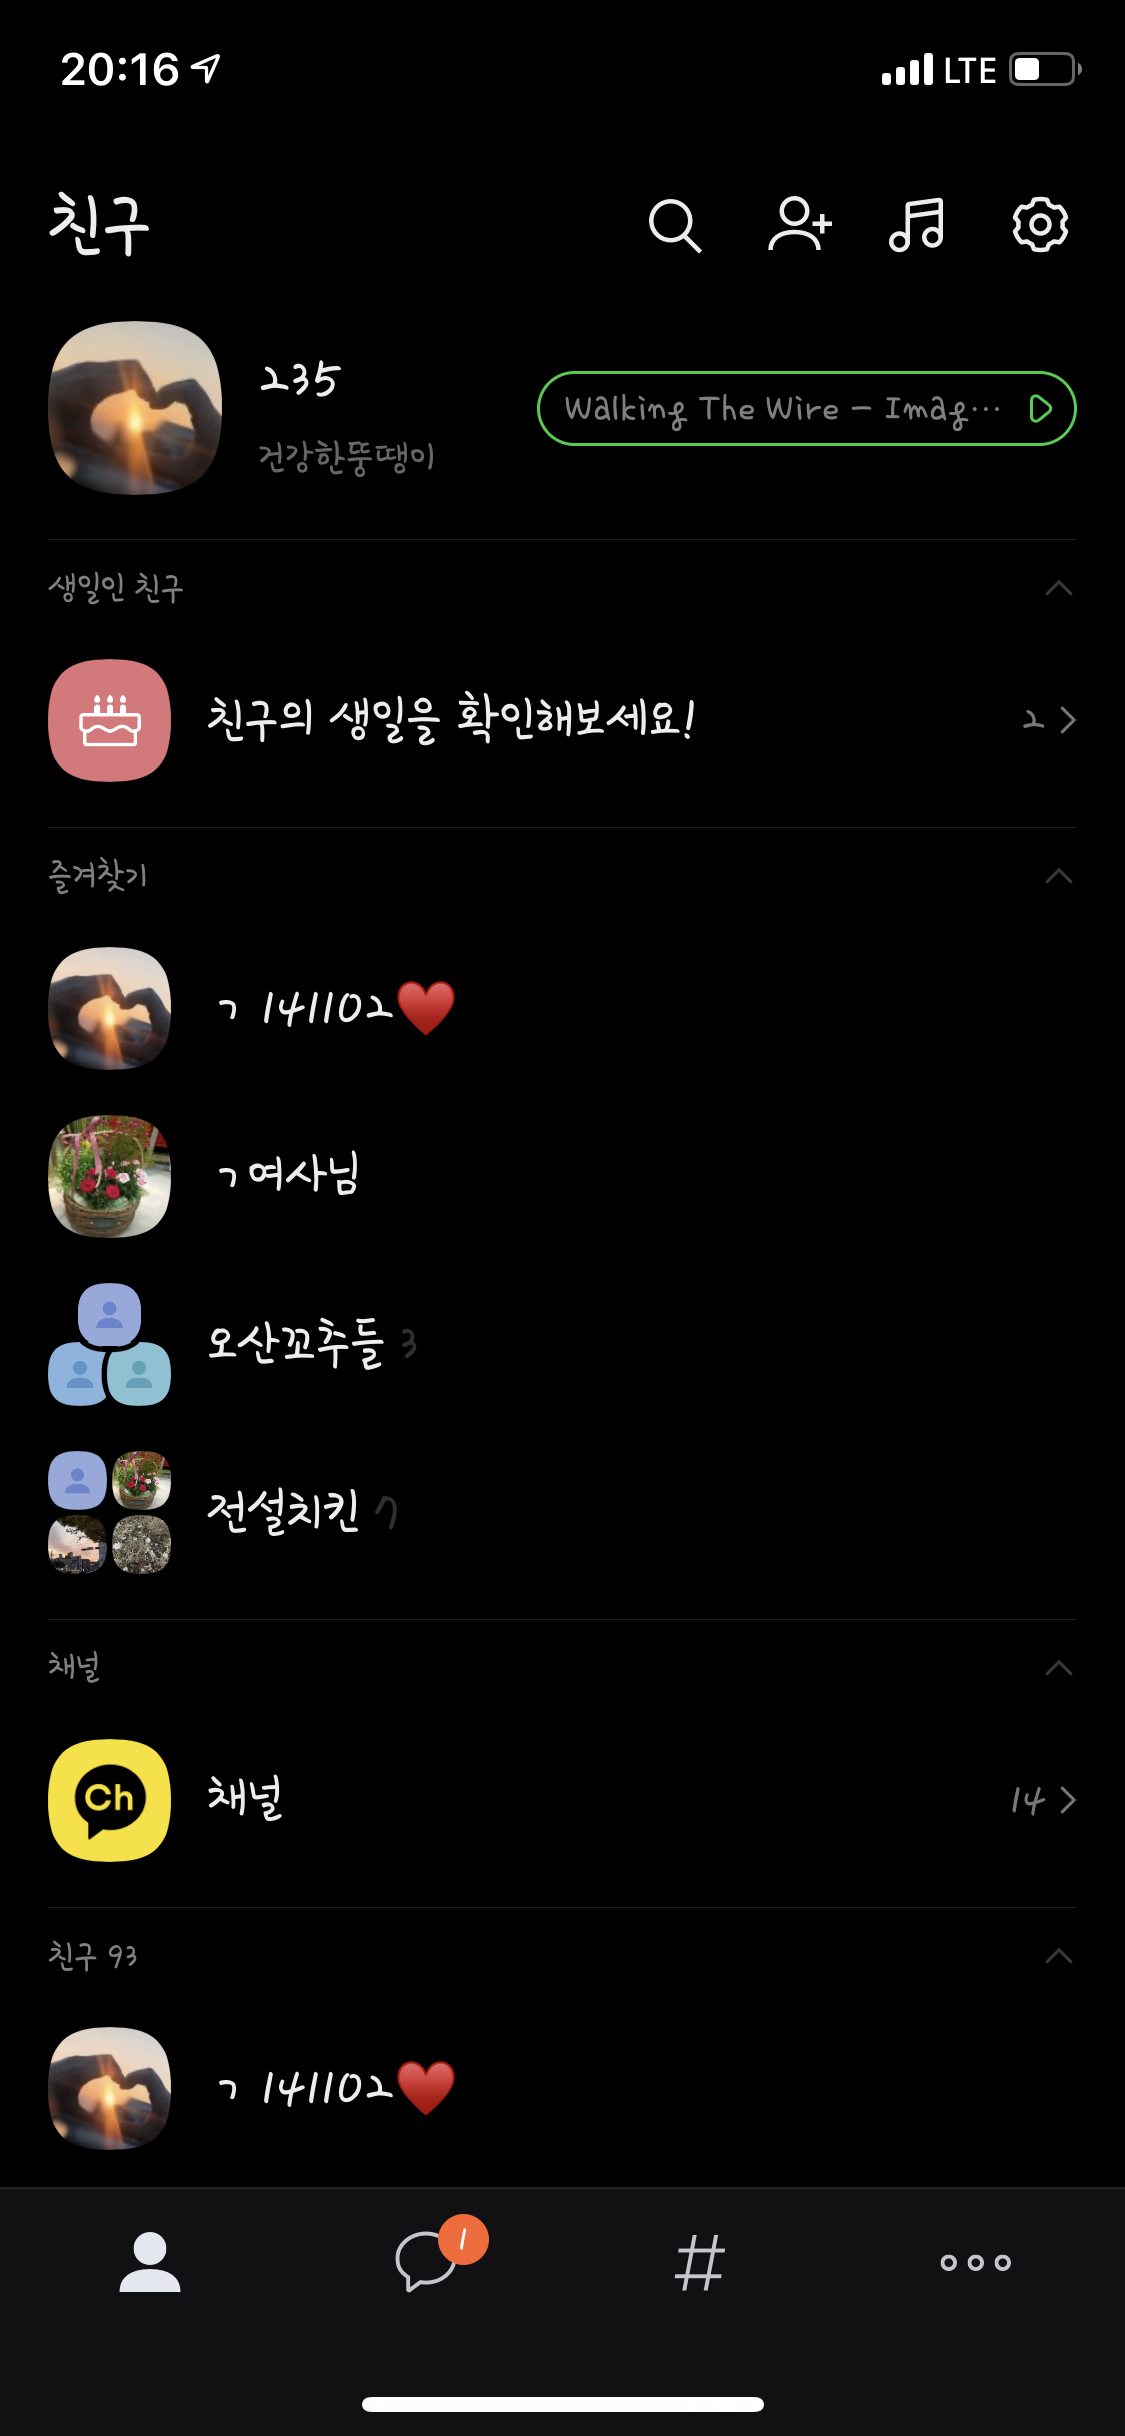 20:16 LTE
친구
235
건강한뚱땡이
Walking The Wire - Imag···
생일인 친구
친구의 생일을 확인해보세요!
2
즐겨찾기
ㄱ 141102❤️
ㄱ여사님
오산꼬추들 3
전설치킨 7
채널
Ch
채널
14
친구 93
ㄱ 141102❤️
1